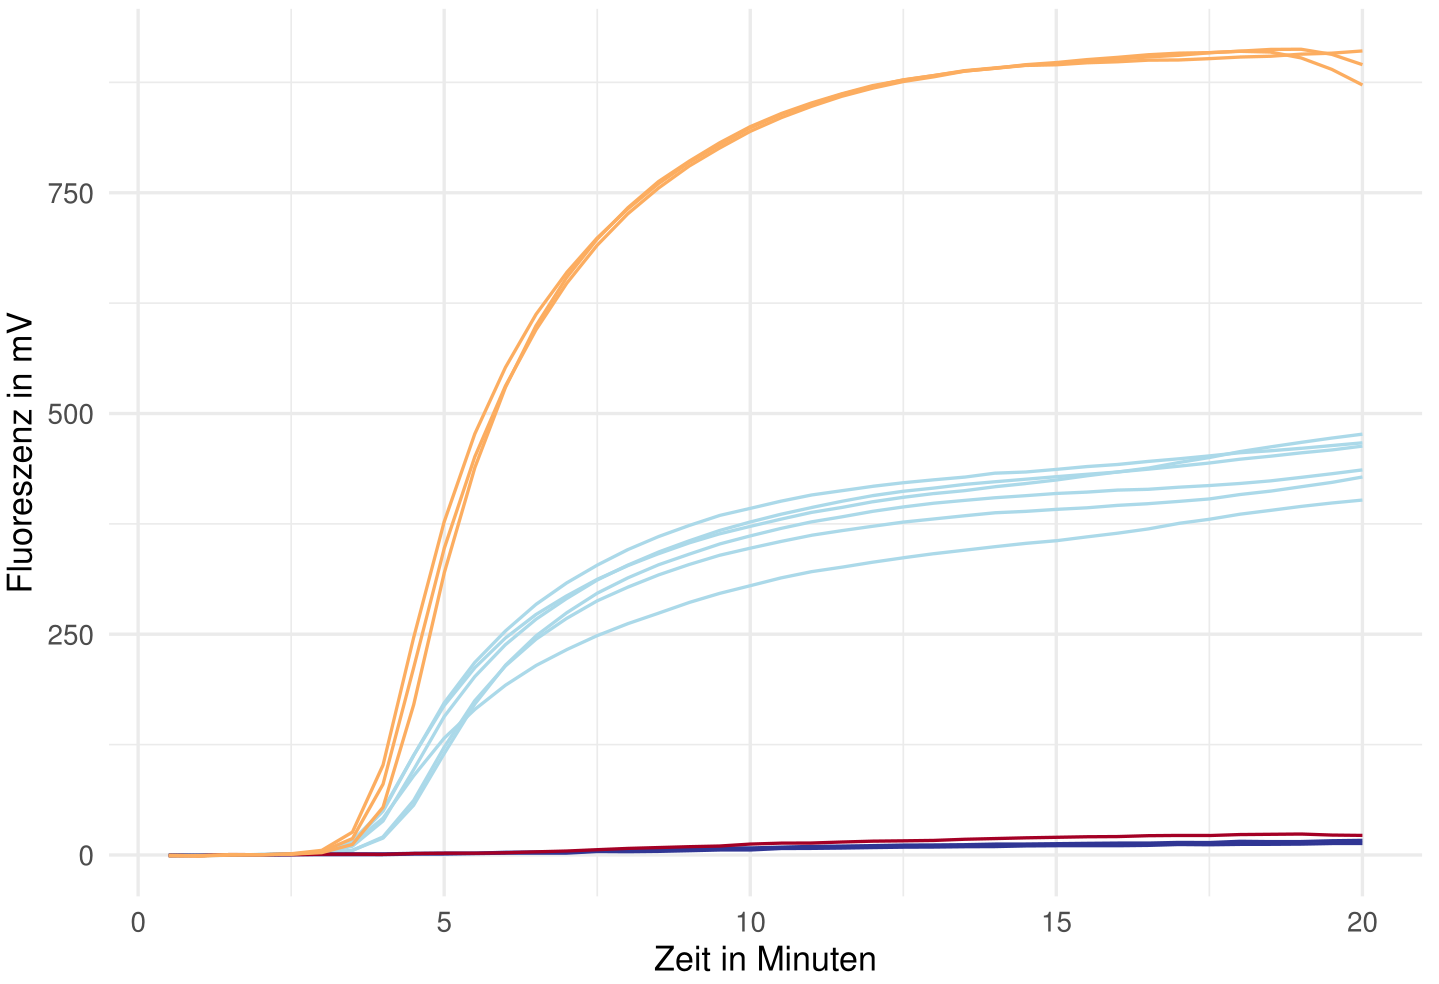 Fluoreszenz in mV
750
500
250
0
0 5 10 15 20
Zeit in Minuten